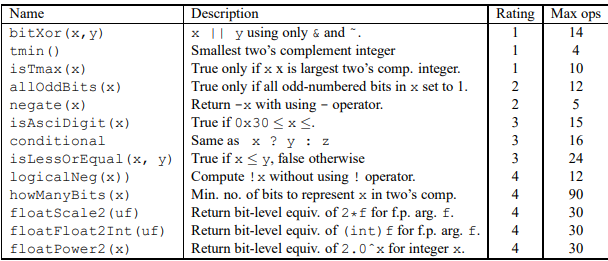 Name Description Rating Max ops
bitXor(x,y) x || y using only & and ~. 1 14
tmin() Smallest two's complement integer 1 4
isTmax(x) True only if x x is largest two's comp. integer. 1 10
allOddBits(x) True only if all odd-numbered bits in x set to 1. 2 12
negate(x) Return -x with using - operator. 2 5
isAsciDigit(x) True if 0x30 ≤ x ≤. 3 15
conditional Same as x ? y : z 3 16
isLessOrEqual(x, y) True if x ≤ y, false otherwise 3 24
logicalNeg(x)) Compute !x without using ! operator. 4 12
howManyBits(x) Min. no. of bits to represent x in two's comp. 4 90
floatScale2(uf) Return bit-level equiv. of 2*f for f.p. arg. f. 4 30
floatFloat2Int(uf) Return bit-level equiv. of (int)f for f.p. arg. f. 4 30
floatPower2(x) Return bit-level equiv. of 2.0^x for integer x. 4 30